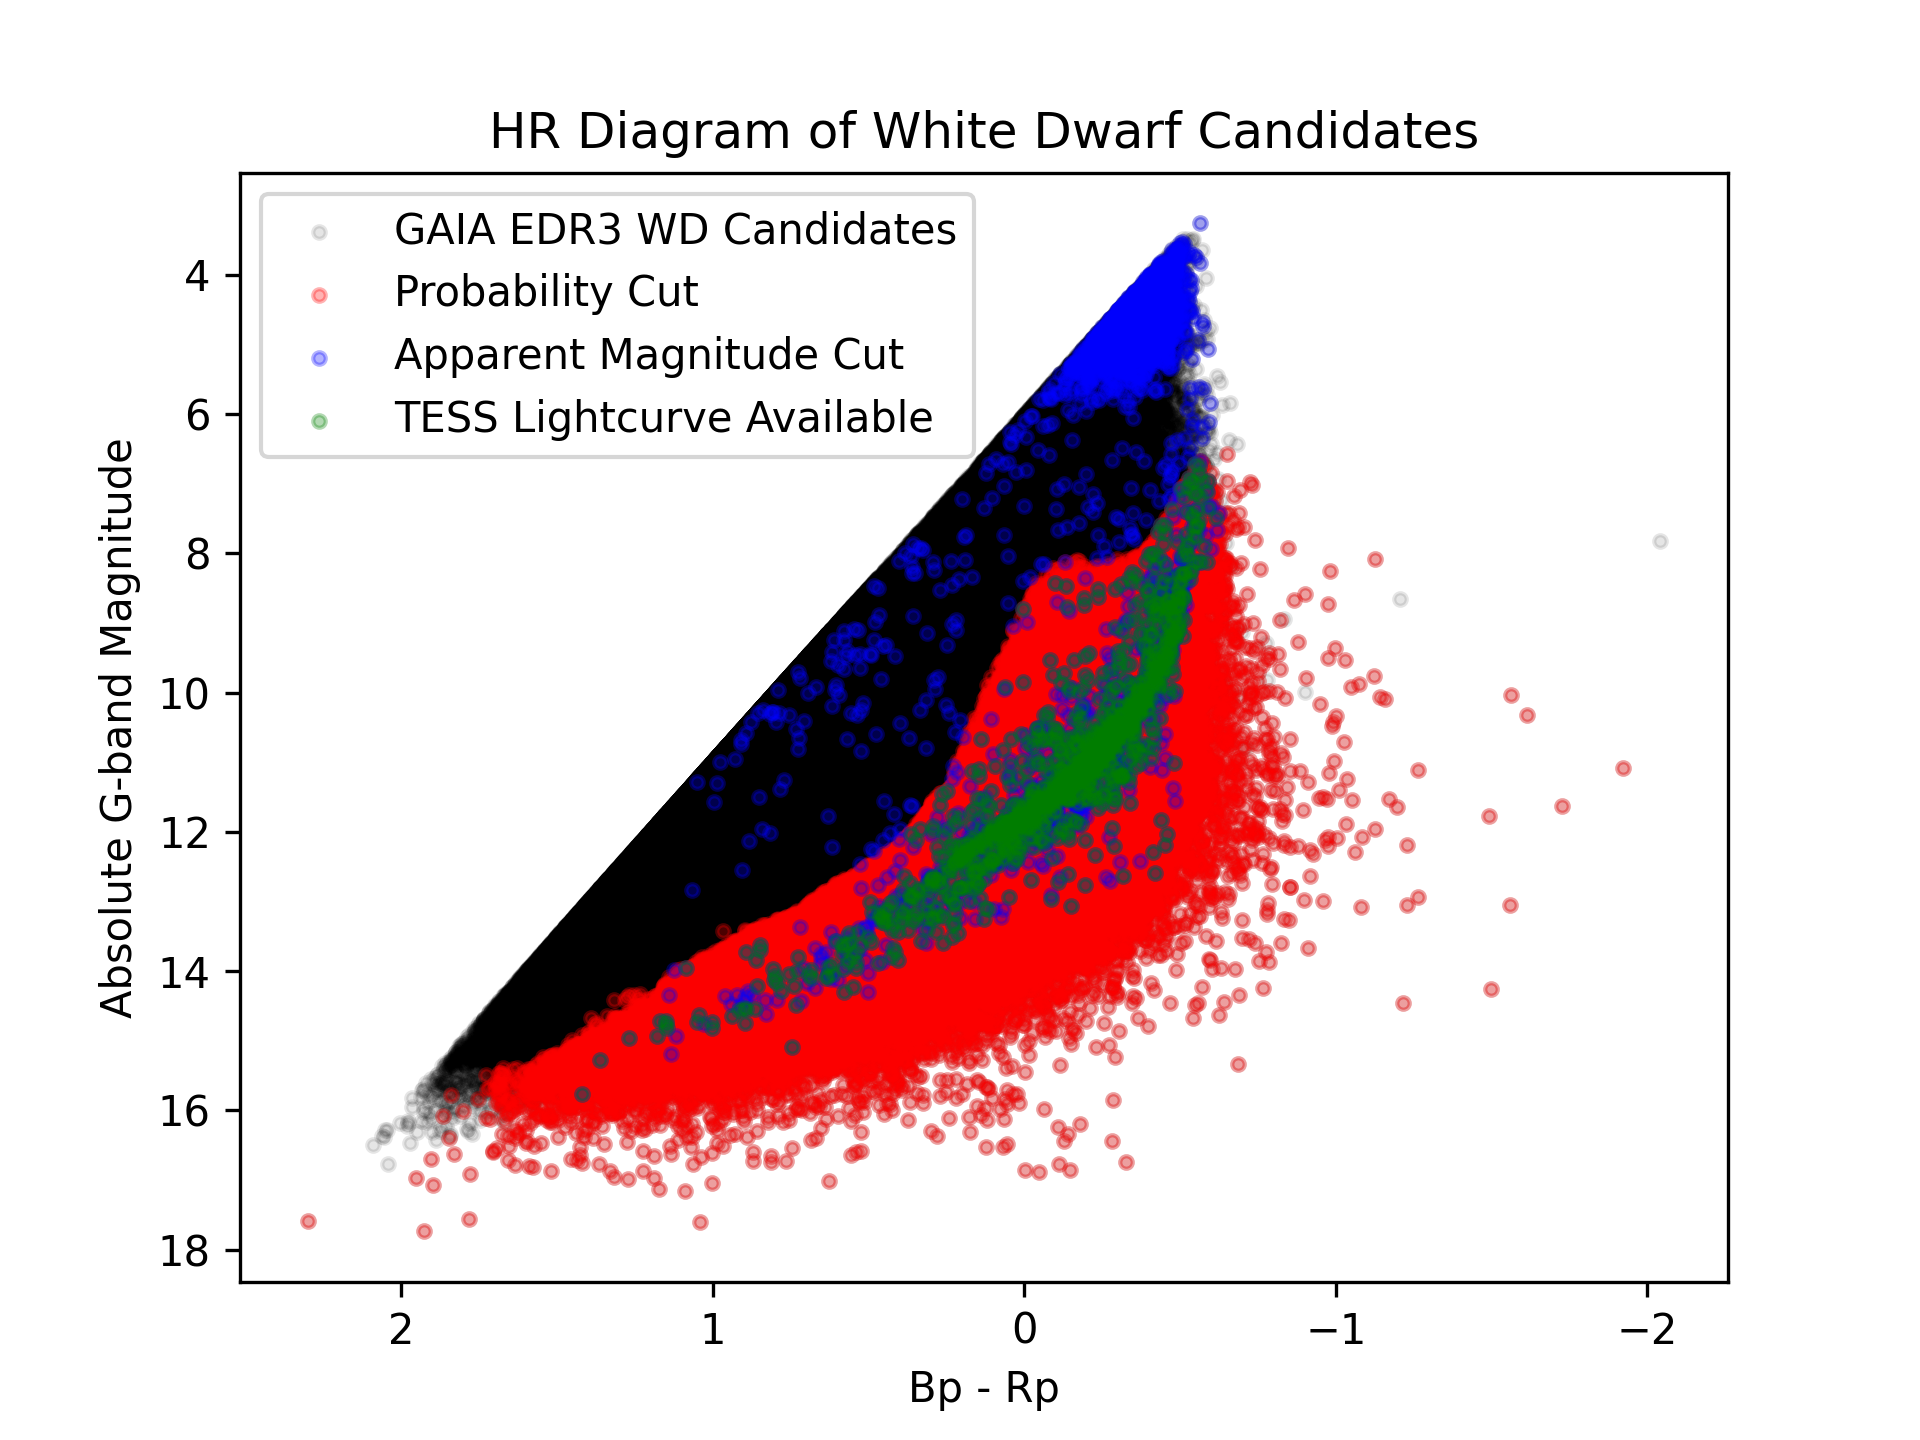 HR Diagram of White Dwarf Candidates
GAIA EDR3 WD Candidates
Probability Cut
Apparent Magnitude Cut
TESS Lightcurve Available
Absolute G-band Magnitude
4
6
8
10
12
14
16
18
2
1
0
−1
−2
Bp - Rp